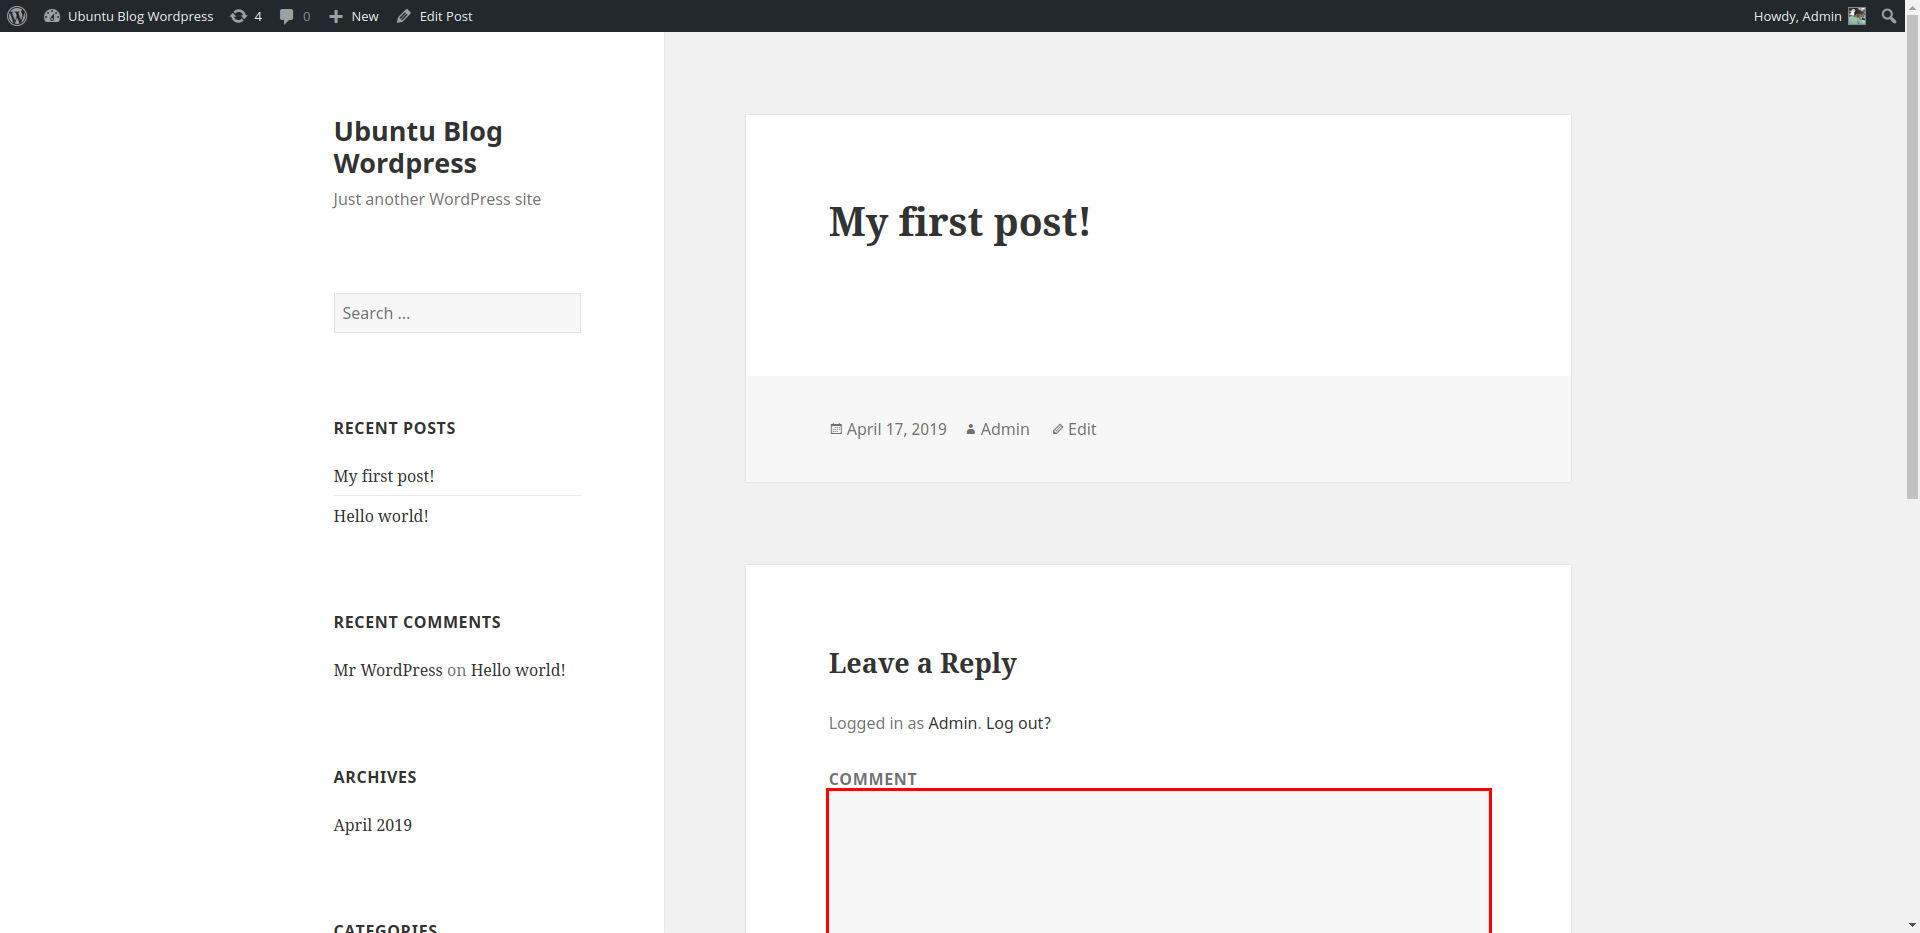 Ubuntu Blog Wordpress 4 0 New Edit Post Howdy, Admin
Ubuntu Blog
Wordpress
Just another WordPress site
Search ...
RECENT POSTS
My first post!
Hello world!
RECENT COMMENTS
Mr WordPress on Hello world!
ARCHIVES
April 2019
CATEGORIES
My first post!
April 17, 2019 Admin Edit
Leave a Reply
Logged in as Admin. Log out?
COMMENT